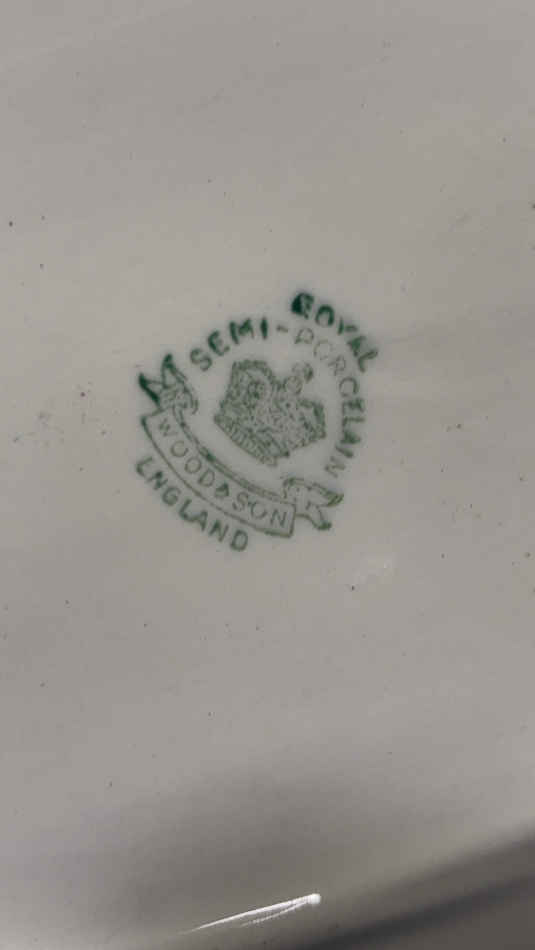 ROYAL
SEMI-PORCELAIN
WOOD & SON
ENGLAND